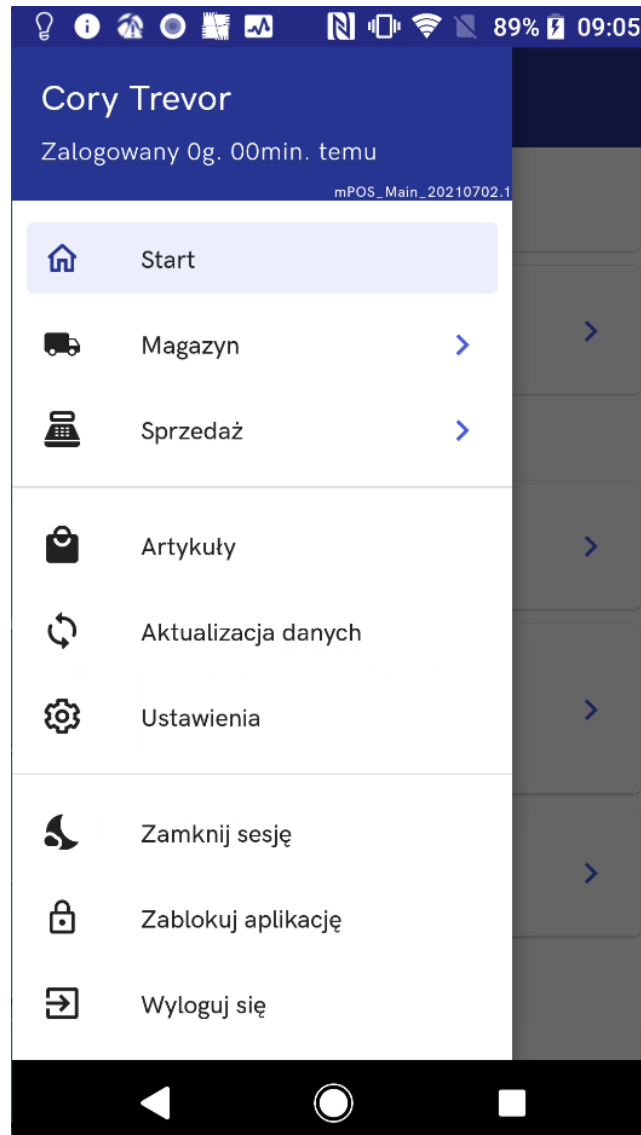 89% 09:05
Cory Trevor
Zalogowany 0g. 00min. temu
mPOS_Main_20210702.1
Start
Magazyn
Sprzedaż
Artykuły
Aktualizacja danych
Ustawienia
Zamknij sesję
Zablokuj aplikację
Wyloguj się